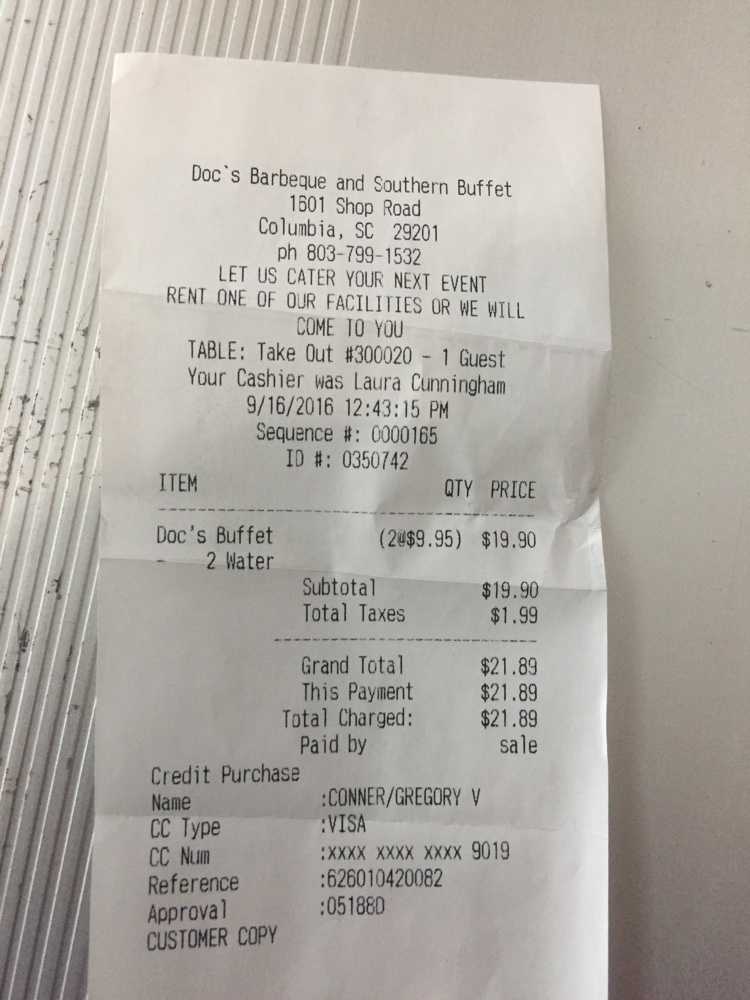 Doc`s Barbeque and Southern Buffet
1601 Shop Road
Columbia, SC 29201
ph 803-799-1532
LET US CATER YOUR NEXT EVENT
RENT ONE OF OUR FACILITIES OR WE WILL
COME TO YOU
TABLE: Take Out #300020 - 1 Guest
Your Cashier was Laura Cunningham
9/16/2016 12:43:15 PM
Sequence #: 0000165
ID #: 0350742
ITEM QTY PRICE
Doc's Buffet (2@$9.95) $19.90
- 2 Water
Subtotal $19.90
Total Taxes $1.99
Grand Total $21.89
This Payment $21.89
Total Charged: $21.89
Paid by sale
Credit Purchase
Name :CONNER/GREGORY V
CC Type :VISA
CC Num :xxxx xxxx xxxx 9019
Reference :626010420082
Approval :05188D
CUSTOMER COPY